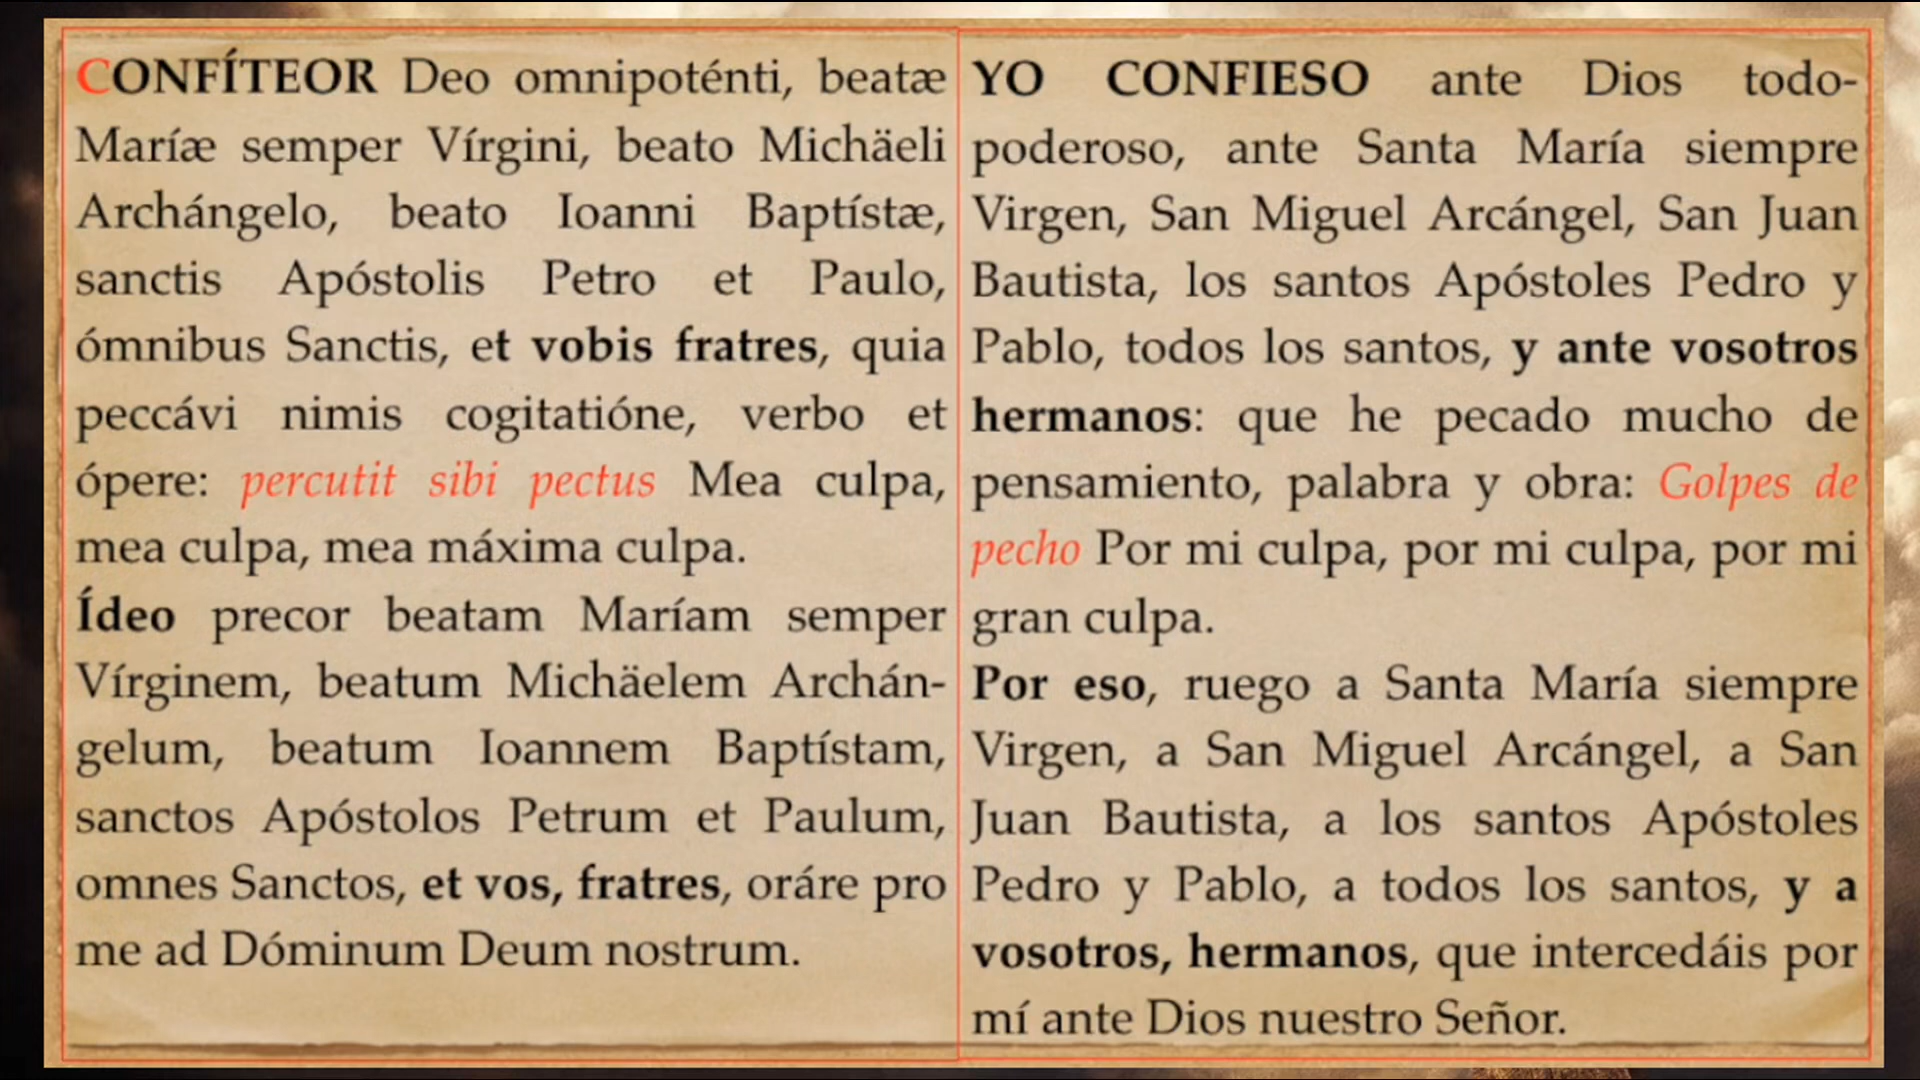 CONFÍTEOR Deo omnipoténti, beatæ
Maríæ semper Vírgini, beato Michäeli
Archángelo, beato Ioanni Baptístæ,
sanctis Apóstolis Petro et Paulo,
ómnibus Sanctis, et vobis fratres, quia
peccávi nimis cogitatióne, verbo et
ópere: percutit sibi pectus Mea culpa,
mea culpa, mea máxima culpa.
Ídeo precor beatam Maríam semper
Vírginem, beatum Michäelem Archán-
gelum, beatum Ioannem Baptístam,
sanctos Apóstolos Petrum et Paulum,
omnes Sanctos, et vos, fratres, oráre pro
me ad Dóminum Deum nostrum.
YO CONFIESO ante Dios todo-
poderoso, ante Santa María siempre
Virgen, San Miguel Arcángel, San Juan
Bautista, los santos Apóstoles Pedro y
Pablo, todos los santos, y ante vosotros
hermanos: que he pecado mucho de
pensamiento, palabra y obra: Golpes de
pecho Por mi culpa, por mi culpa, por mi
gran culpa.
Por eso, ruego a Santa María siempre
Virgen, a San Miguel Arcángel, a San
Juan Bautista, a los santos Apóstoles
Pedro y Pablo, a todos los santos, y a
vosotros, hermanos, que intercedáis por
mí ante Dios nuestro Señor.